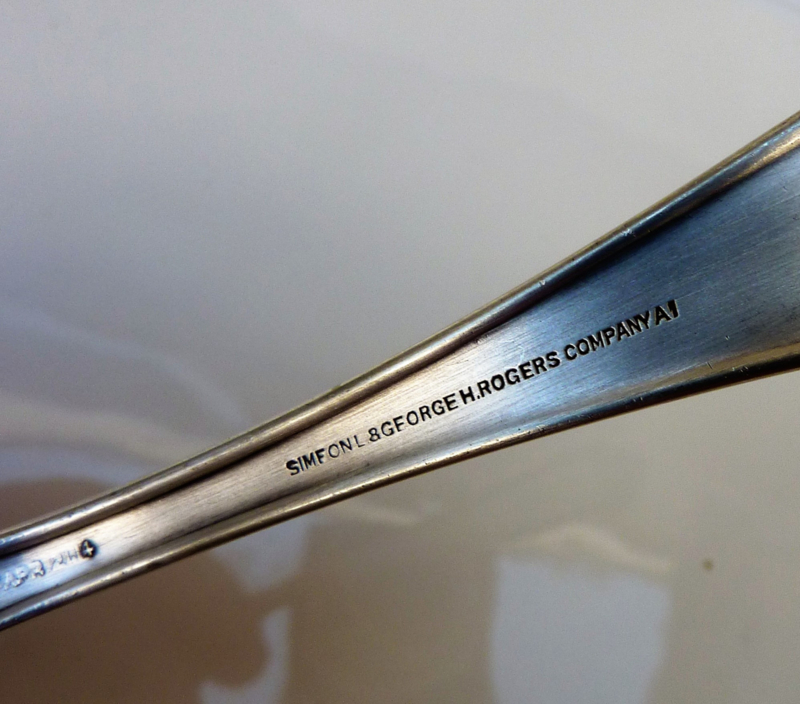 SIMEON L. & GEORGE H. ROGERS COMPANY A1